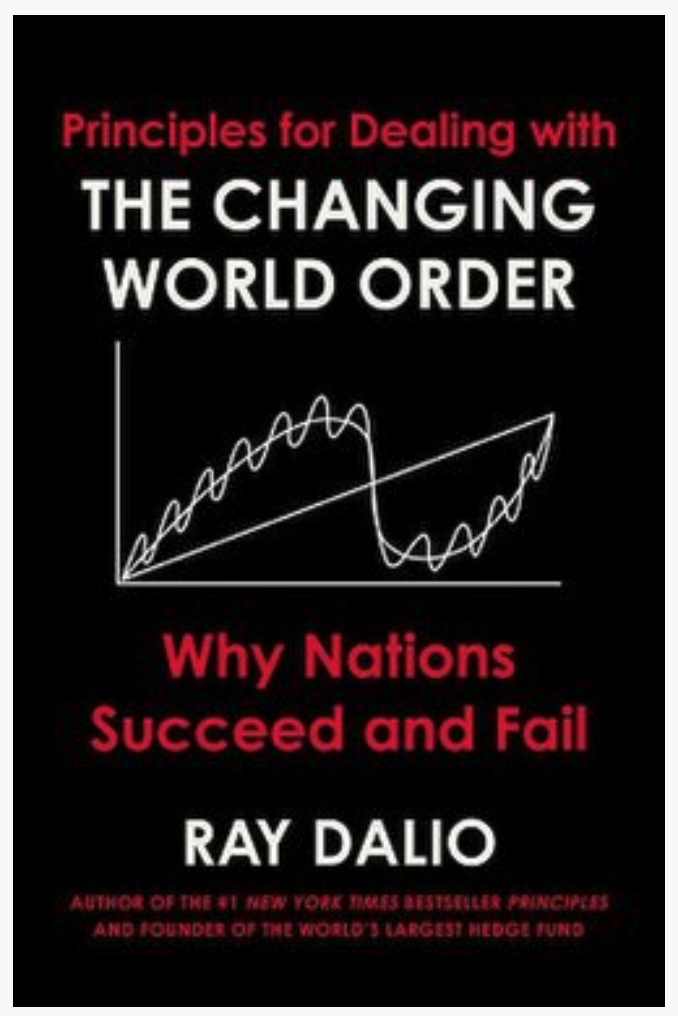 Principles for Dealing with
THE CHANGING
WORLD ORDER
Why Nations
Succeed and Fail
RAY DALIO
AUTHOR OF THE #1 NEW YORK TIMES BESTSELLER PRINCIPLES
AND FOUNDER OF THE WORLD'S LARGEST HEDGE FUND